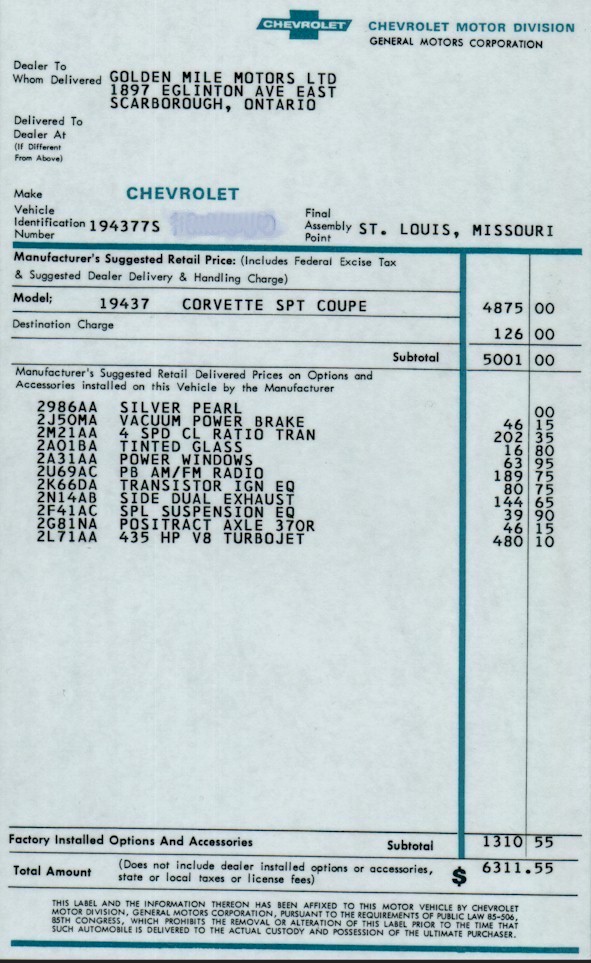 CHEVROLET CHEVROLET MOTOR DIVISION
GENERAL MOTORS CORPORATION
Dealer To
Whom Delivered GOLDEN MILE MOTORS LTD
1897 EGLINTON AVE EAST
SCARBOROUGH, ONTARIO
Delivered To
Dealer At
(If Different
From Above)
Make CHEVROLET
Vehicle
Identification 194377S
Number
Final
Assembly ST. LOUIS, MISSOURI
Point
Manufacturer's Suggested Retail Price: (Includes Federal Excise Tax
& Suggested Dealer Delivery & Handling Charge)
Model; 19437 CORVETTE SPT COUPE 4875 00
Destination Charge 126 00
Subtotal 5001 00
Manufacturer's Suggested Retail Delivered Prices on Options and
Accessories installed on this Vehicle by the Manufacturer
2986AA SILVER PEARL 00
2J50MA VACUUM POWER BRAKE 46 15
2M21AA 4 SPD CL RATIO TRAN 202 35
2A01BA TINTED GLASS 16 80
2A31AA POWER WINDOWS 63 95
2U69AC PB AM/FM RADIO 189 75
2K66DA TRANSISTOR IGN EQ 80 75
2N14AB SIDE DUAL EXHAUST 144 65
2F41AC SPL SUSPENSION EQ 39 90
2G81NA POSITRACT AXLE 370R 46 15
2L71AA 435 HP V8 TURBOJET 480 10
Factory Installed Options And Accessories Subtotal 1310 55
Total Amount (Does not include dealer installed options or accessories,
state or local taxes or license fees) $ 6311.55
THIS LABEL AND THE INFORMATION THEREON HAS BEEN AFFIXED TO THIS MOTOR VEHICLE BY CHEVROLET
MOTOR DIVISION, GENERAL MOTORS CORPORATION, PURSUANT TO THE REQUIREMENTS OF PUBLIC LAW 85-506,
85TH CONGRESS, WHICH PROHIBITS THE REMOVAL OR ALTERATION OF THIS LABEL PRIOR TO THE TIME THAT
SUCH AUTOMOBILE IS DELIVERED TO THE ACTUAL CUSTODY AND POSSESSION OF THE ULTIMATE PURCHASER.